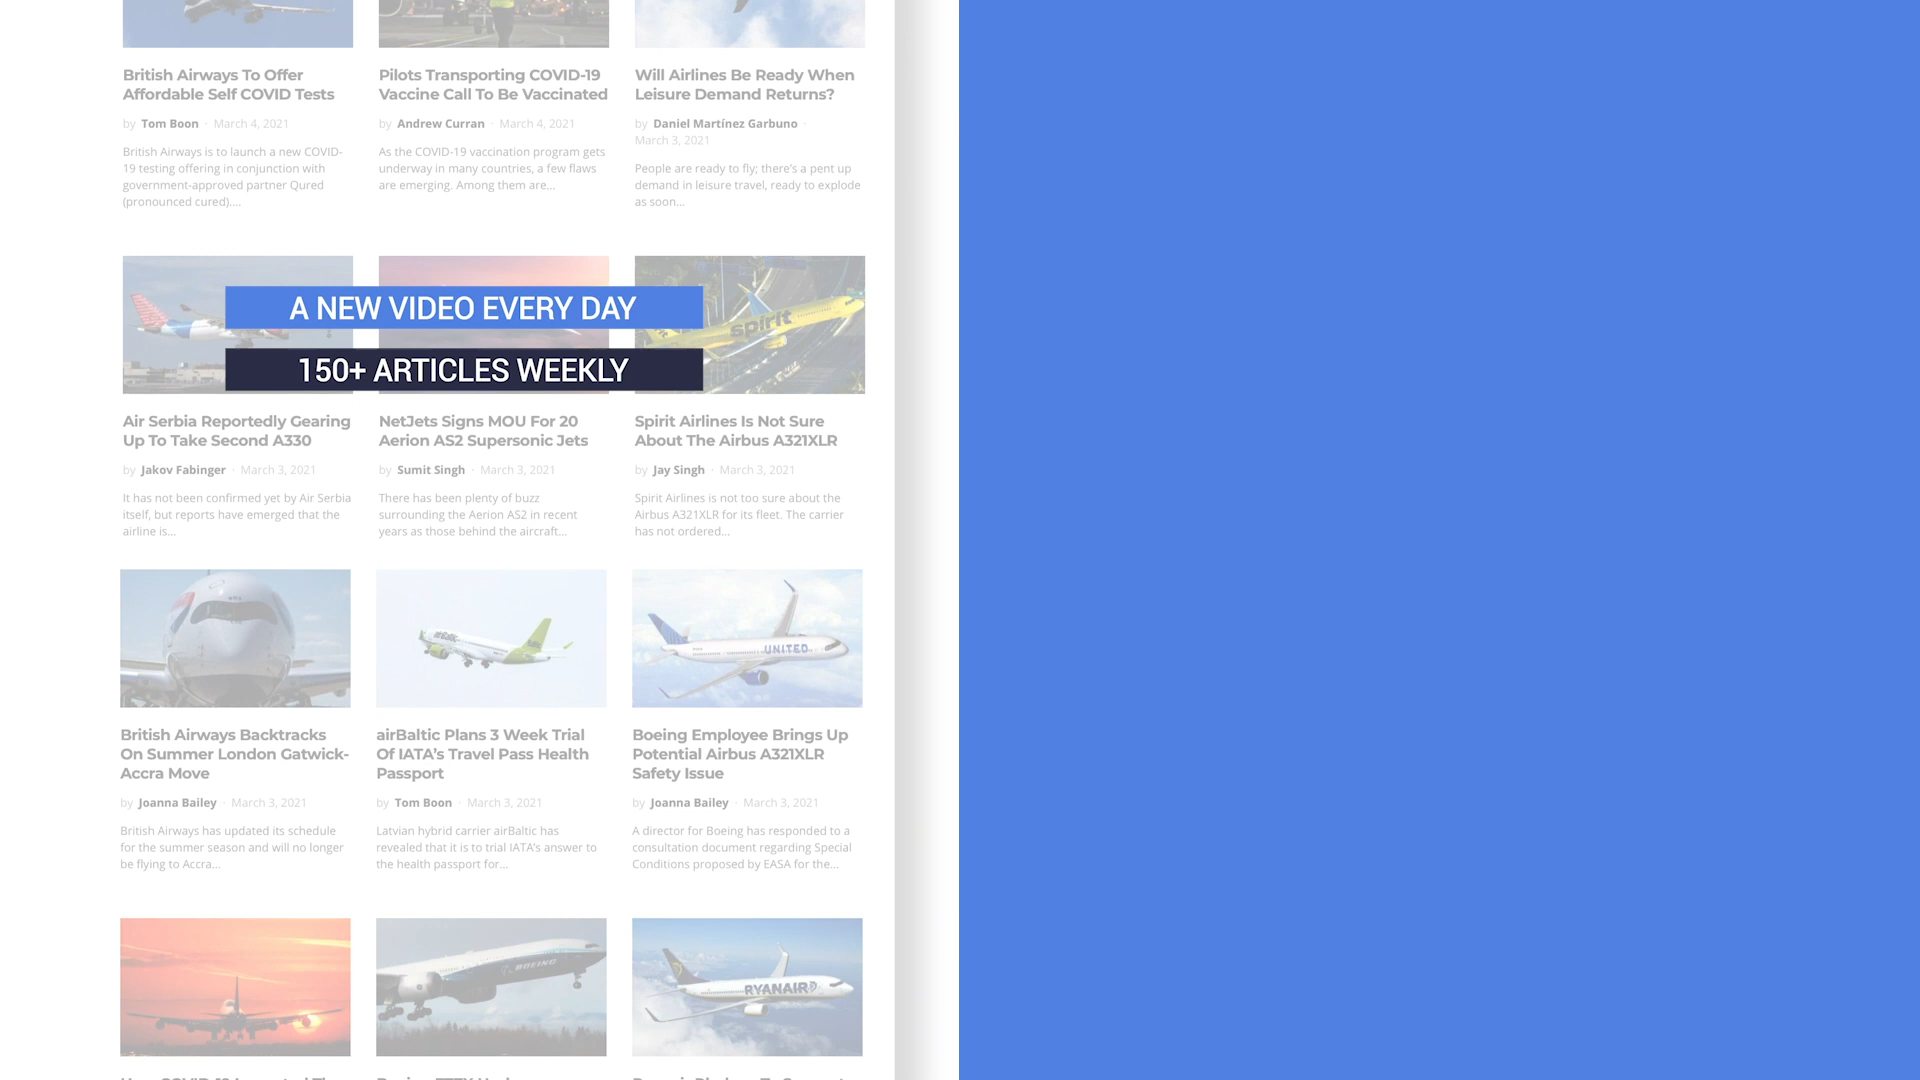 British Airways To Offer
Affordable Self COVID Tests
by Tom Boon · March 4, 2021
British Airways is to launch a new COVID-
19 testing offering in conjunction with
government-approved partner Qured
(pronounced cured)....
Pilots Transporting COVID-19
Vaccine Call To Be Vaccinated
by Andrew Curran · March 4, 2021
As the COVID-19 vaccination program gets
underway in many countries, a few flaws
are emerging. Among them are...
Will Airlines Be Ready When
Leisure Demand Returns?
by Daniel Martínez Garbuno ·
March 3, 2021
People are ready to fly; there's a pent up
demand in leisure travel, ready to explode
as soon...
A NEW VIDEO EVERY DAY
150+ ARTICLES WEEKLY
spirit
Air Serbia Reportedly Gearing
Up To Take Second A330
by Jakov Fabinger · March 3, 2021
It has not been confirmed yet by Air Serbia
itself, but reports have emerged that the
airline is...
NetJets Signs MOU For 20
Aerion AS2 Supersonic Jets
by Sumit Singh · March 3, 2021
There has been plenty of buzz
surrounding the Aerion AS2 in recent
years as those behind the aircraft...
Spirit Airlines Is Not Sure
About The Airbus A321XLR
by Jay Singh · March 3, 2021
Spirit Airlines is not too sure about the
Airbus A321XLR for its fleet. The carrier
has not ordered...
airBaltic
UNITED
British Airways Backtracks
On Summer London Gatwick-
Accra Move
by Joanna Bailey · March 3, 2021
British Airways has updated its schedule
for the summer season and will no longer
be flying to Accra...
airBaltic Plans 3 Week Trial
Of IATA's Travel Pass Health
Passport
by Tom Boon · March 3, 2021
Latvian hybrid carrier airBaltic has
revealed that it is to trial IATA's answer to
the health passport for...
Boeing Employee Brings Up
Potential Airbus A321XLR
Safety Issue
by Joanna Bailey · March 3, 2021
A director for Boeing has responded to a
consultation document regarding Special
Conditions proposed by EASA for the...
BOEING
RYANAIR